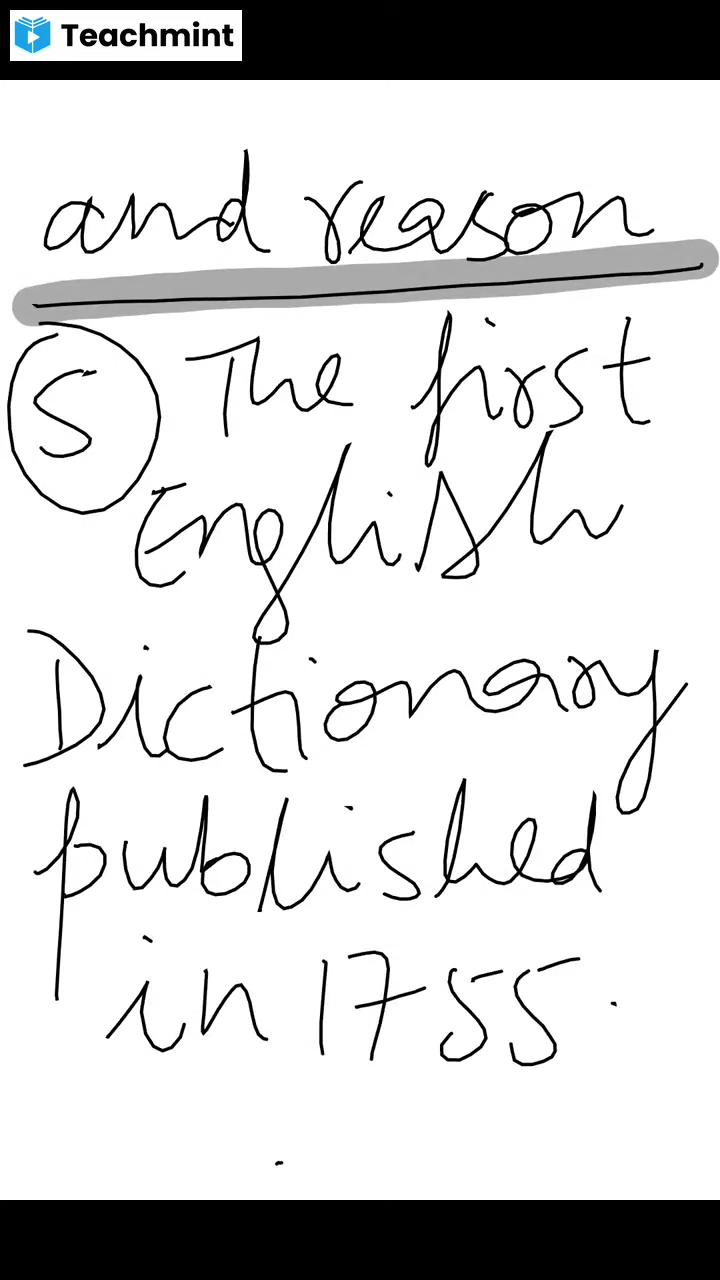 Teachmint
and reason
5 The first
English
Dictionary
published
in 1755.